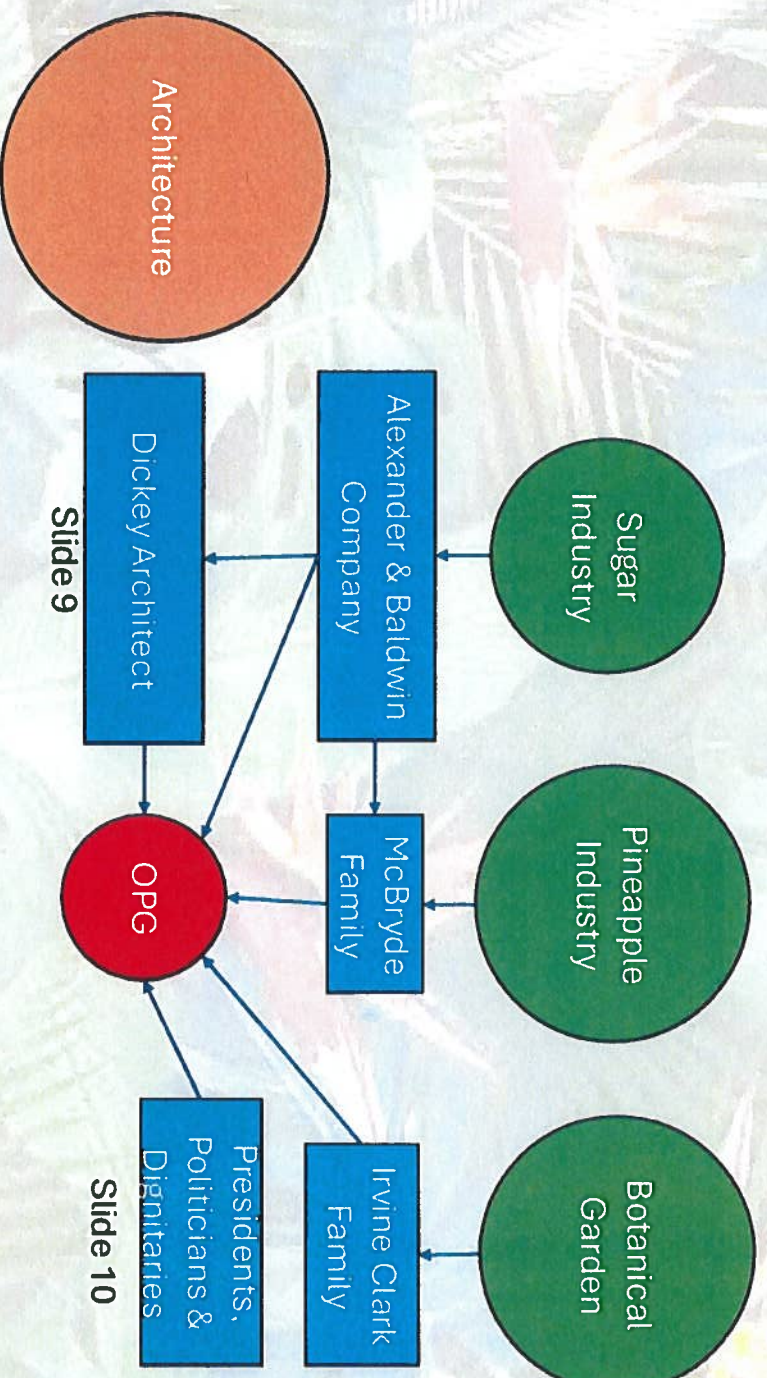 Sugar
Industry
Pineapple
Industry
Botanical
Garden
Alexander & Baldwin
Company
McBryde
Family
Irvine Clark
Family
Architecture
Dickey Architect
OPG
Presidents,
Politicians &
Dignitaries
Slide 9
Slide 10